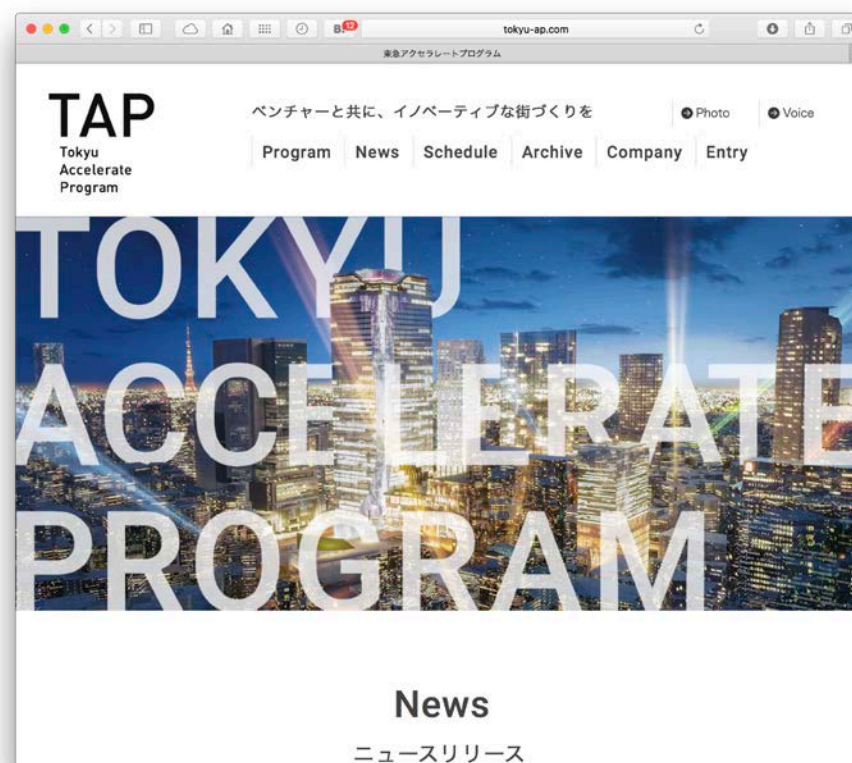 B! 12
tokyu-ap.com
東急アクセラレートプログラム
TAP
Tokyu
Accelerate
Program
ベンチャーと共に、イノベーティブな街づくりを
Photo
Voice
Program News Schedule Archive Company Entry
TOKYU
ACCELERATE
PROGRAM
News
ニュースリリース